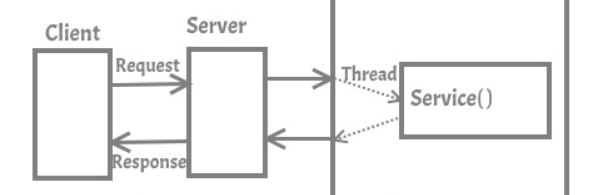 Client
Server
Request
Thread
Service()
Response